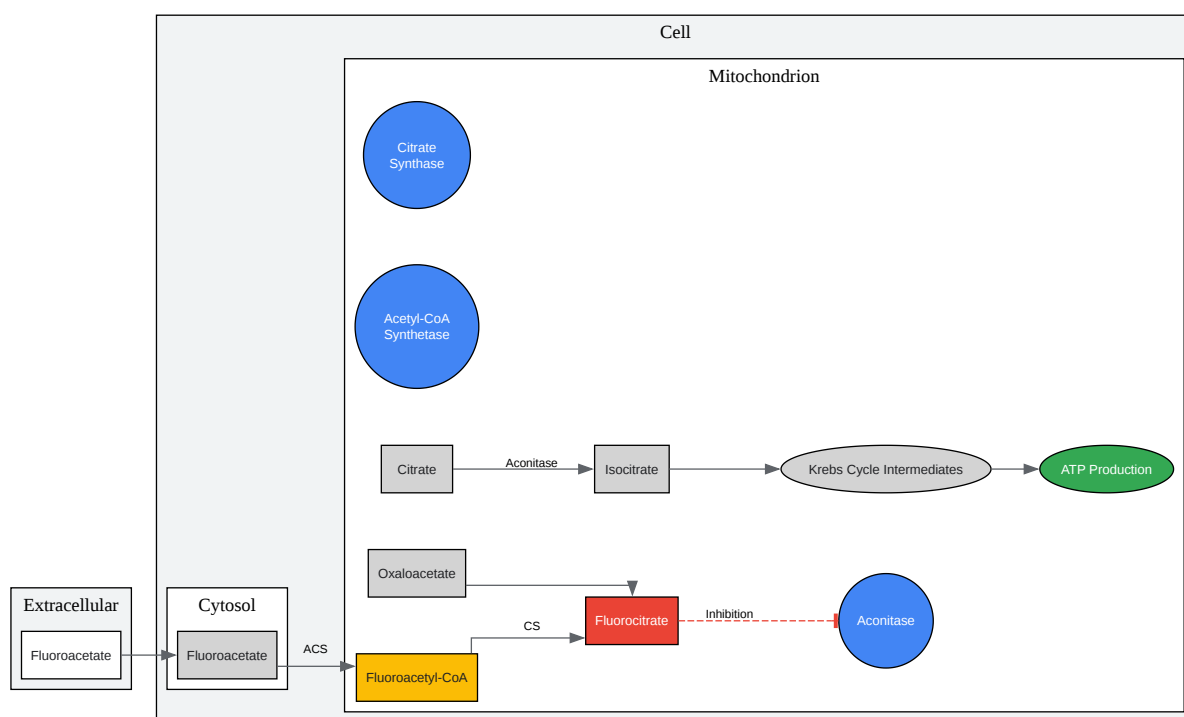 Cell
Mitochondrion
Citrate
Synthase
Acetyl-CoA
Synthetase
Citrate
Aconitase
Isocitrate
Krebs Cycle Intermediates
ATP Production
Oxaloacetate
Extracellular
Fluoroacetate
Cytosol
Fluoroacetate
ACS
Fluoroacetyl-CoA
CS
Fluorocitrate
Inhibition
Aconitase